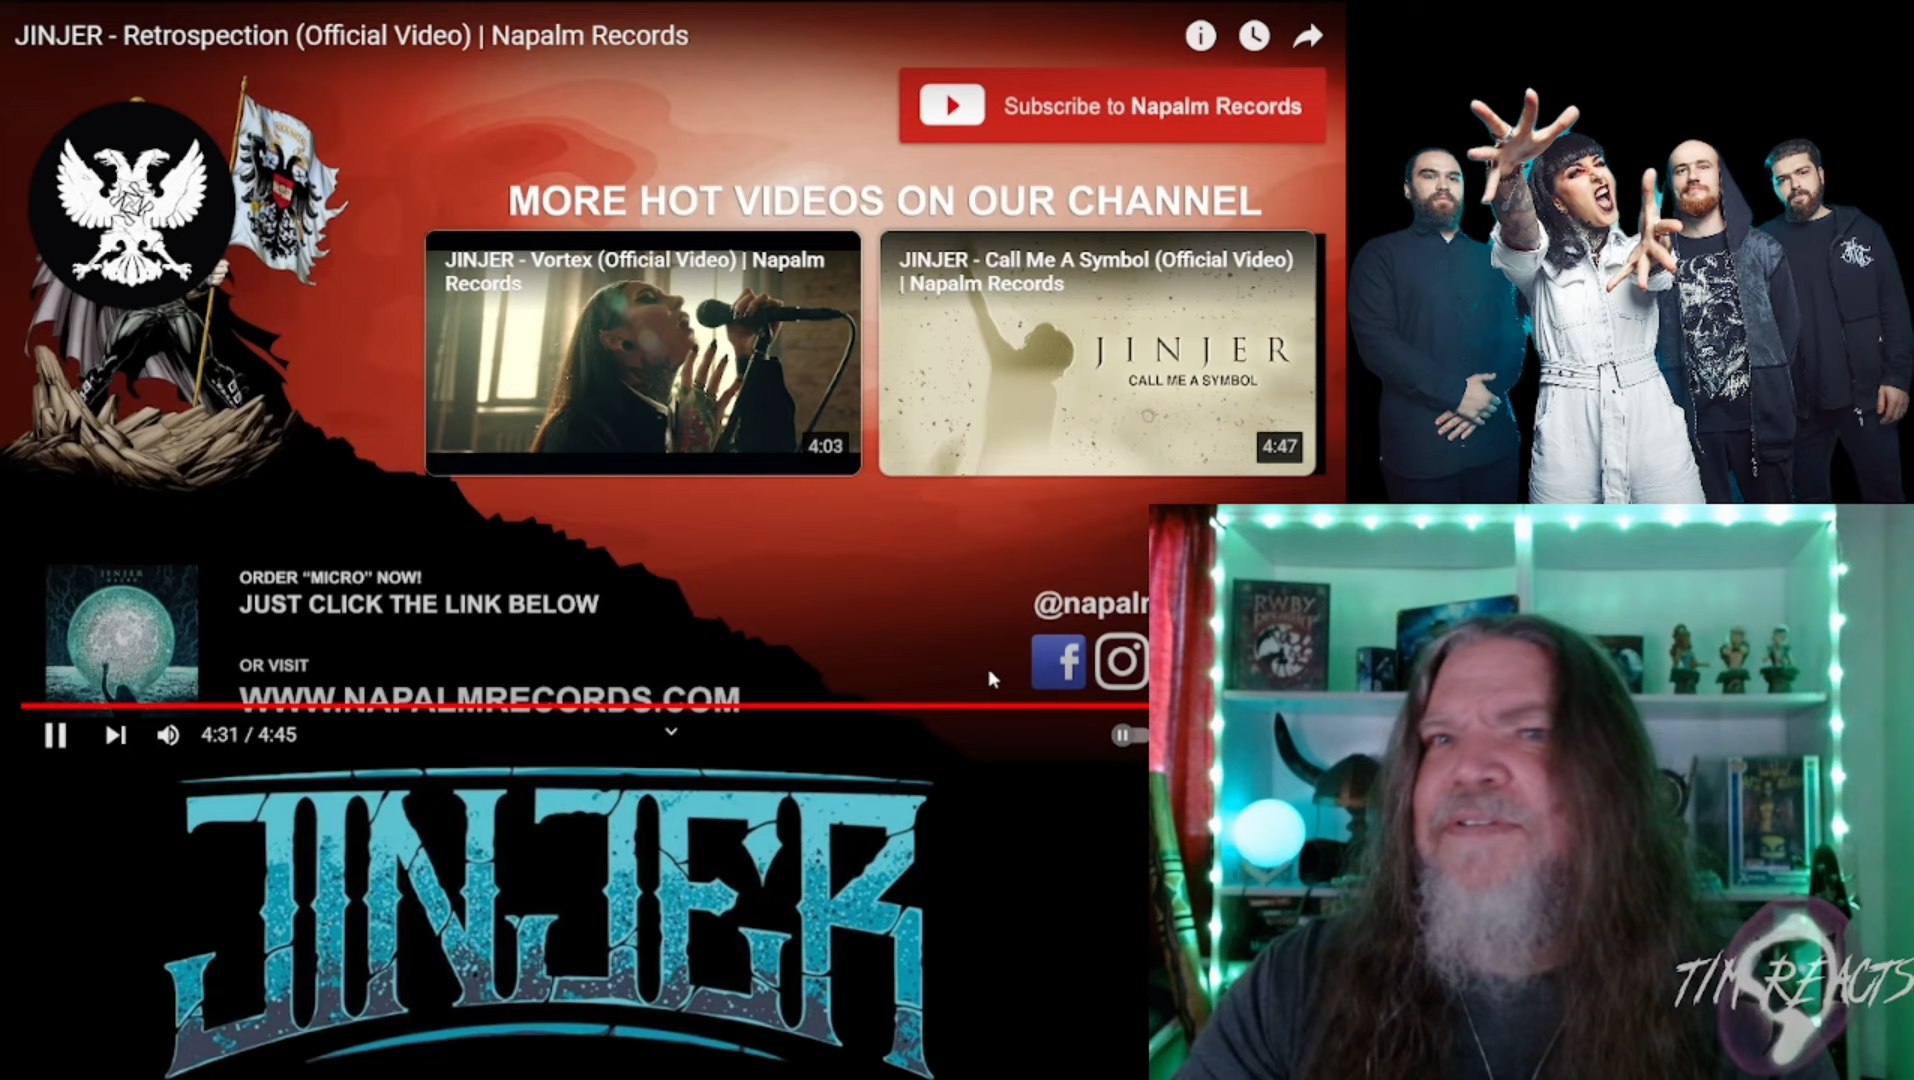 JINJER - Retrospection (Official Video) | Napalm Records
Subscribe to Napalm Records
MORE HOT VIDEOS ON OUR CHANNEL
JINJER - Vortex (Official Video) | Napalm
Records
4:03
JINJER - Call Me A Symbol (Official Video)
| Napalm Records
JINJER
CALL ME A SYMBOL
4:47
JINJER
ORDER “MICRO” NOW!
JUST CLICK THE LINK BELOW
OR VISIT
WWW.NAPALMRECORDS.COM
@napalm
4:31 / 4:45
JINJER
RWBY
TIM REACTS